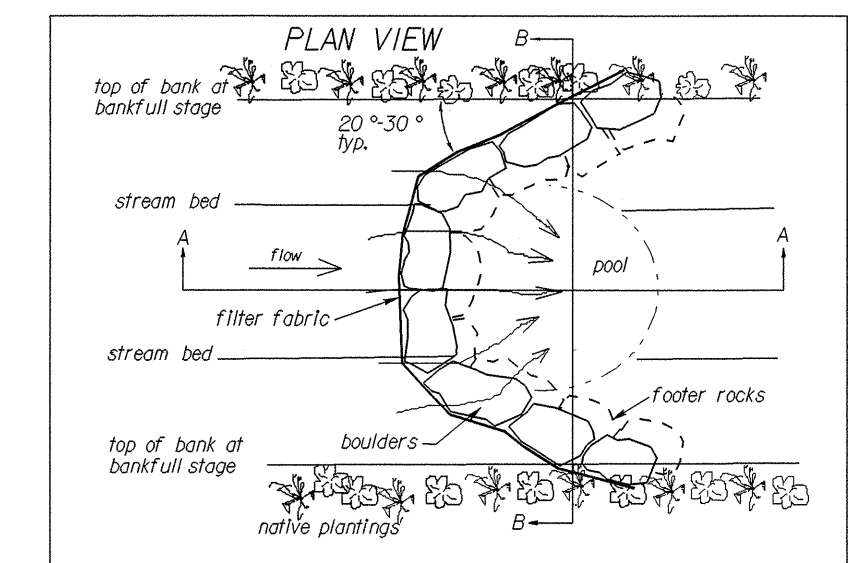 PLAN VIEW
B
top of bank at
bankfull stage
20°-30°
typ.
stream bed
A
A
flow
pool
filter fabric
stream bed
footer rocks
boulders
top of bank at
bankfull stage
B
native plantings